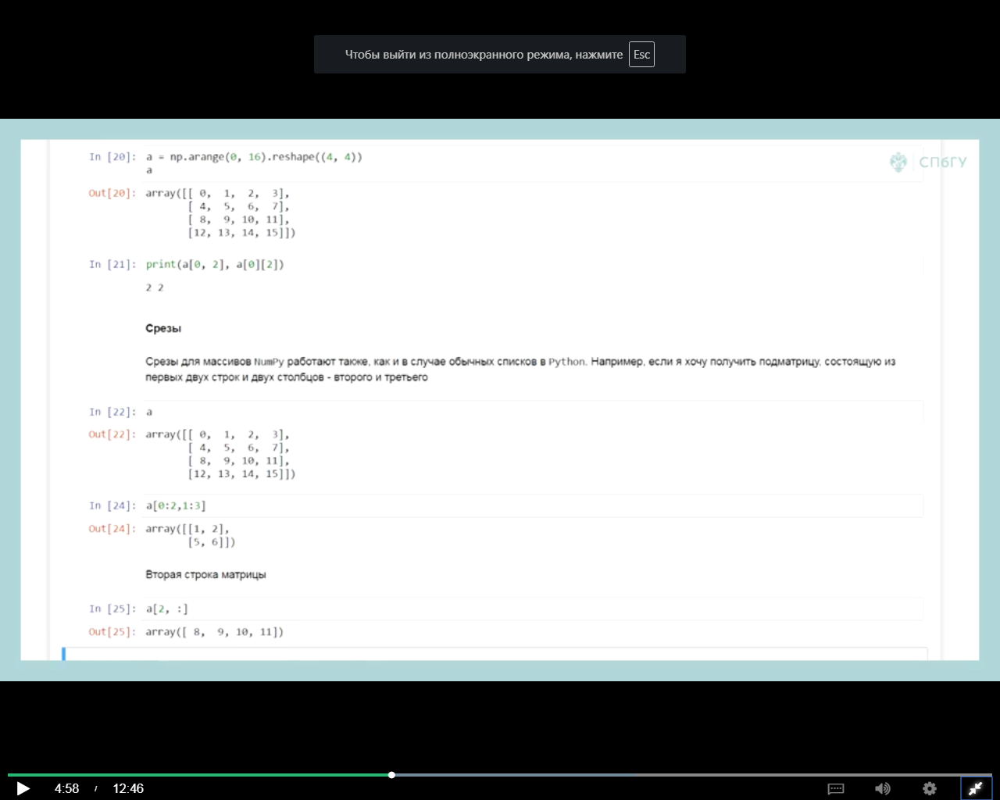 Чтобы выйти из полноэкранного режима, нажмите Esc
In [20]: a = np.arange(0, 16).reshape((4, 4))
a
СПбГУ
Out[20]: array([[ 0, 1, 2, 3],
[ 4, 5, 6, 7],
[ 8, 9, 10, 11],
[12, 13, 14, 15]])
In [21]: print(a[0, 2], a[0][2])
2 2
Срезы
Срезы для массивов NumPy работают также, как и в случае обычных списков в Python. Например, если я хочу получить подматрицу, состоящую из
первых двух строк и двух столбцов - второго и третьего
In [22]: a
Out[22]: array([[ 0, 1, 2, 3],
[ 4, 5, 6, 7],
[ 8, 9, 10, 11],
[12, 13, 14, 15]])
In [24]: a[0:2,1:3]
Out[24]: array([[1, 2],
[5, 6]])
Вторая строка матрицы
In [25]: a[2, :]
Out[25]: array([ 8, 9, 10, 11])
4:58 / 12:46